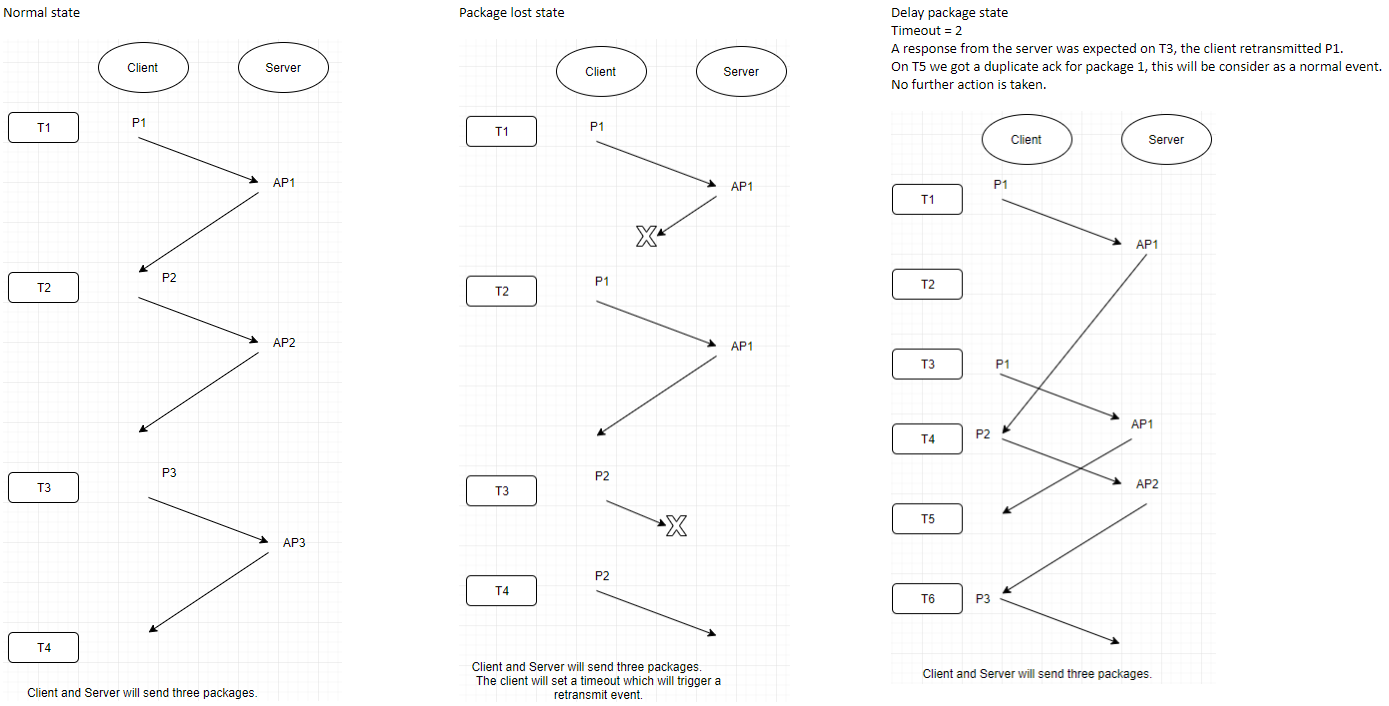 Normal state
Client
Server
T1
P1
AP1
T2
P2
AP2
T3
P3
AP3
T4
Client and Server will send three packages.
Package lost state
Client
Server
T1
P1
AP1
X
T2
P1
AP1
T3
P2
X
T4
P2
Client and Server will send three packages.
The client will set a timeout which will trigger a
retransmit event.
Delay package state
Timeout = 2
A response from the server was expected on T3, the client retransmitted P1.
On T5 we got a duplicate ack for package 1, this will be consider as a normal event.
No further action is taken.
Client
Server
T1
P1
AP1
T2
T3
P1
AP1
T4
P2
AP2
T5
T6
P3
Client and Server will send three packages.